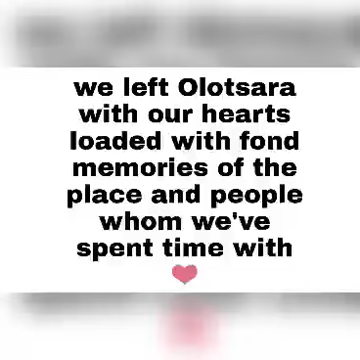 we left Olotsara
with our hearts
loaded with fond
memories of the
place and people
whom we've
spent time with
❤